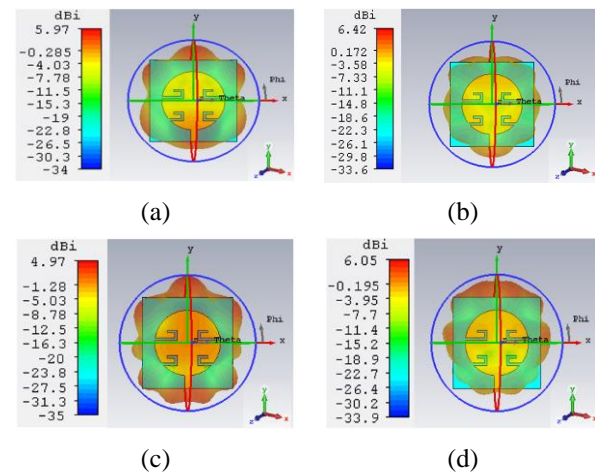 dBi
5.97
4.03
-0.285
-4.03
-7.78
-11.5
-15.3
-19
-22.8
-26.5
-30.3
-34
y
Phi
Theta
x
y
z
x
(a)
dBi
6.42
0.172
-3.58
-7.33
-11.1
-14.8
-18.6
-22.3
-26.1
-29.8
-33.6
y
Phi
Theta
x
y
z
x
(b)
dBi
4.97
-1.28
-5.03
-8.78
-12.5
-16.3
-20
-23.8
-27.5
-31.3
-35
y
Phi
Theta
x
y
z
x
(c)
dBi
6.05
-0.195
-3.95
-7.7
-11.4
-15.2
-18.9
-22.7
-26.4
-30.2
-33.9
y
Phi
Theta
x
y
z
x
(d)